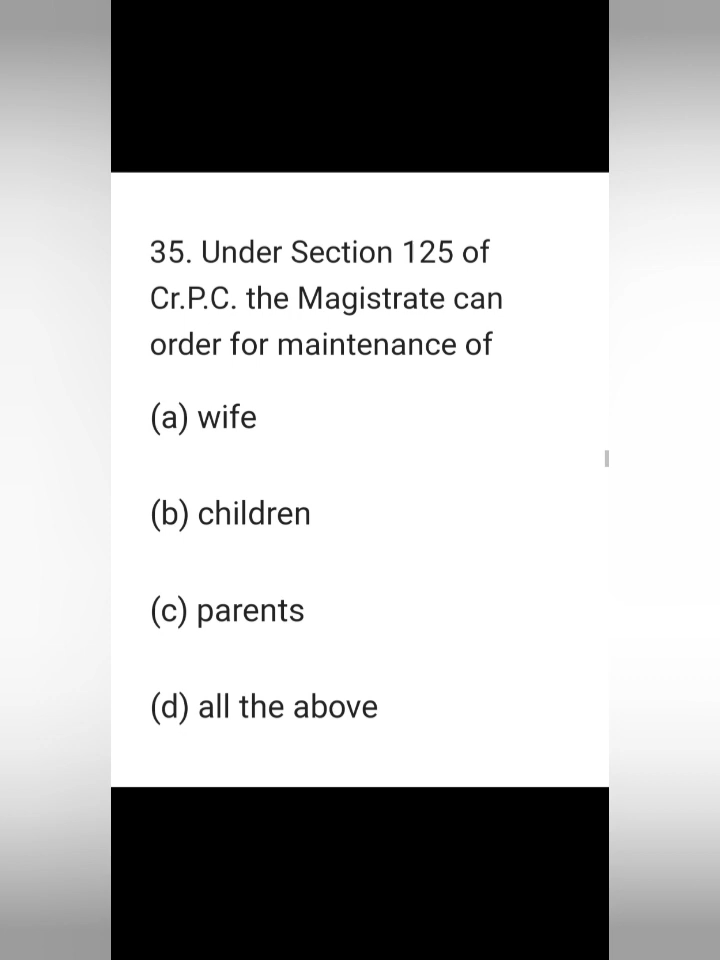 35. Under Section 125 of
Cr.P.C. the Magistrate can
order for maintenance of
(a) wife
(b) children
(c) parents
(d) all the above